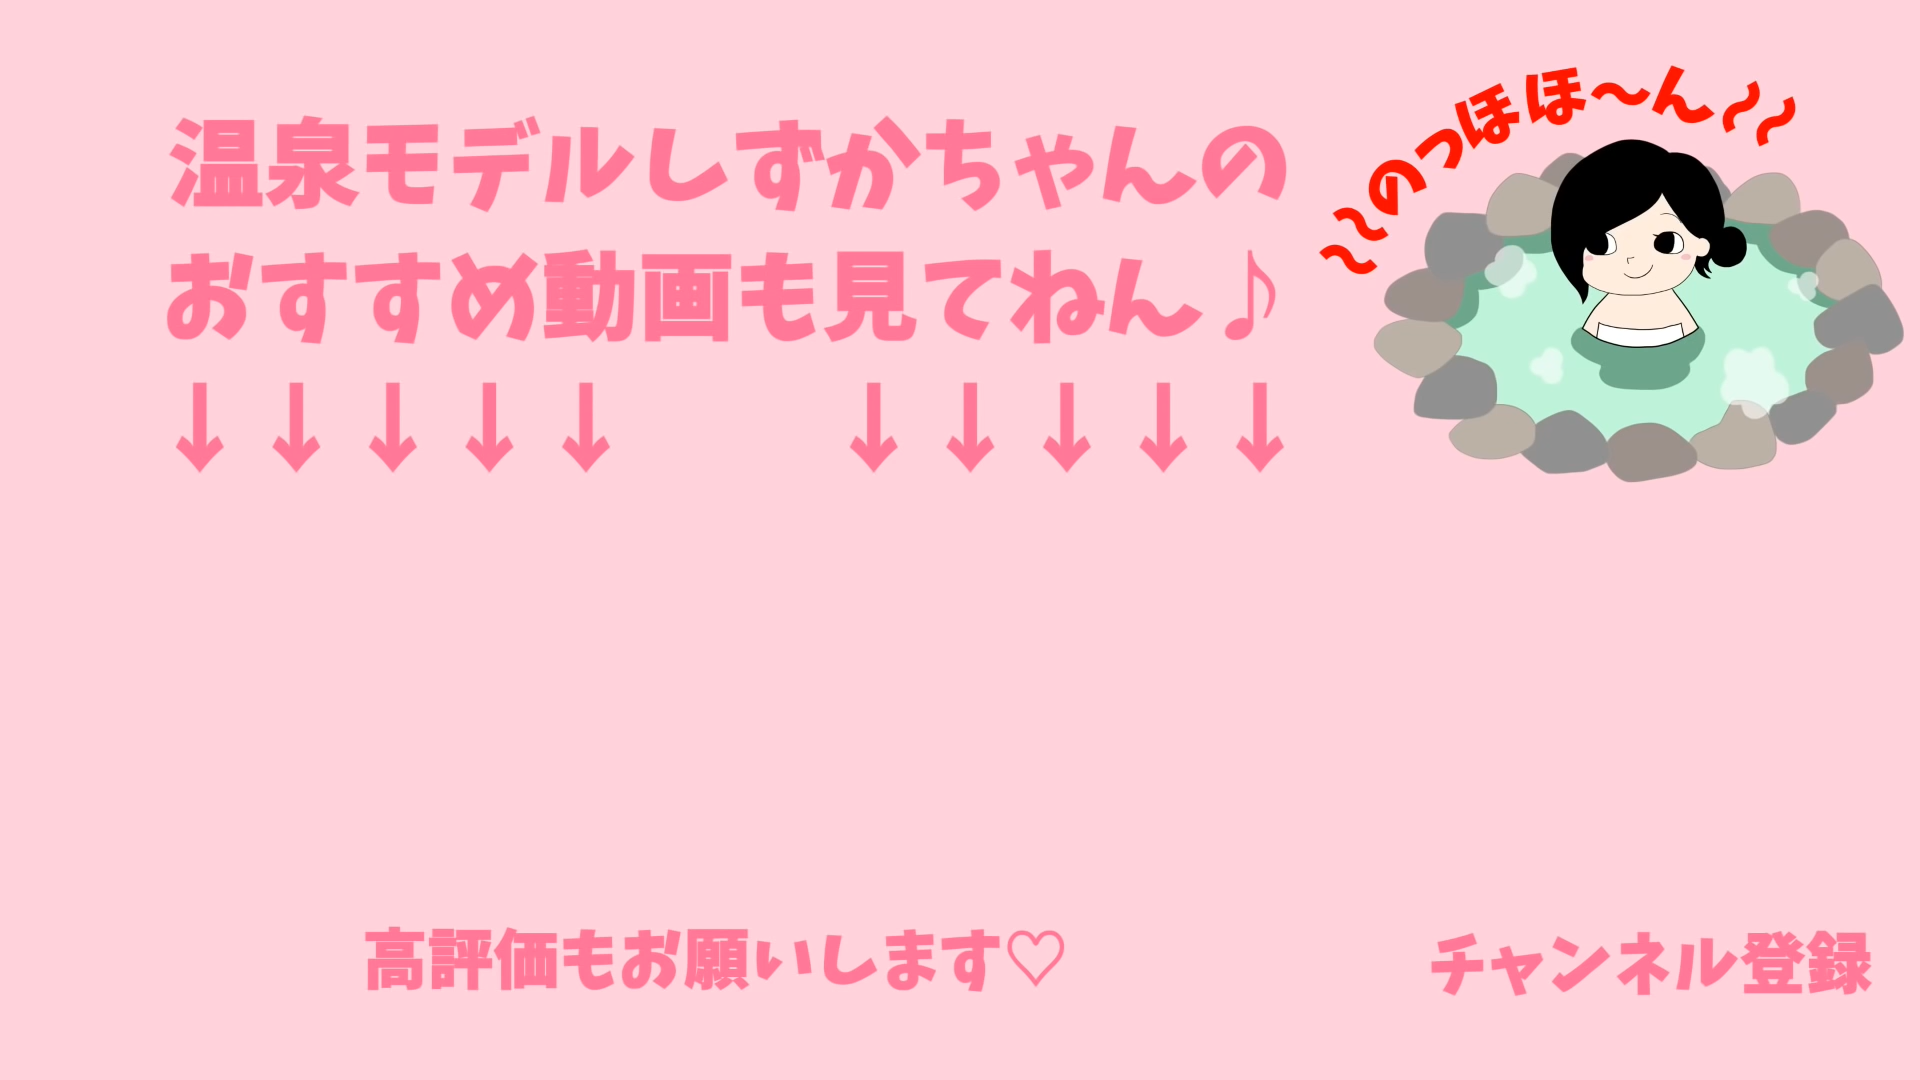 温泉モデルしずかちゃんの
おすすめ動画も見てねん♪
↓↓↓↓↓　　↓↓↓↓↓
〜〜のっほほ〜ん〜〜
高評価もお願いします♡
チャンネル登録